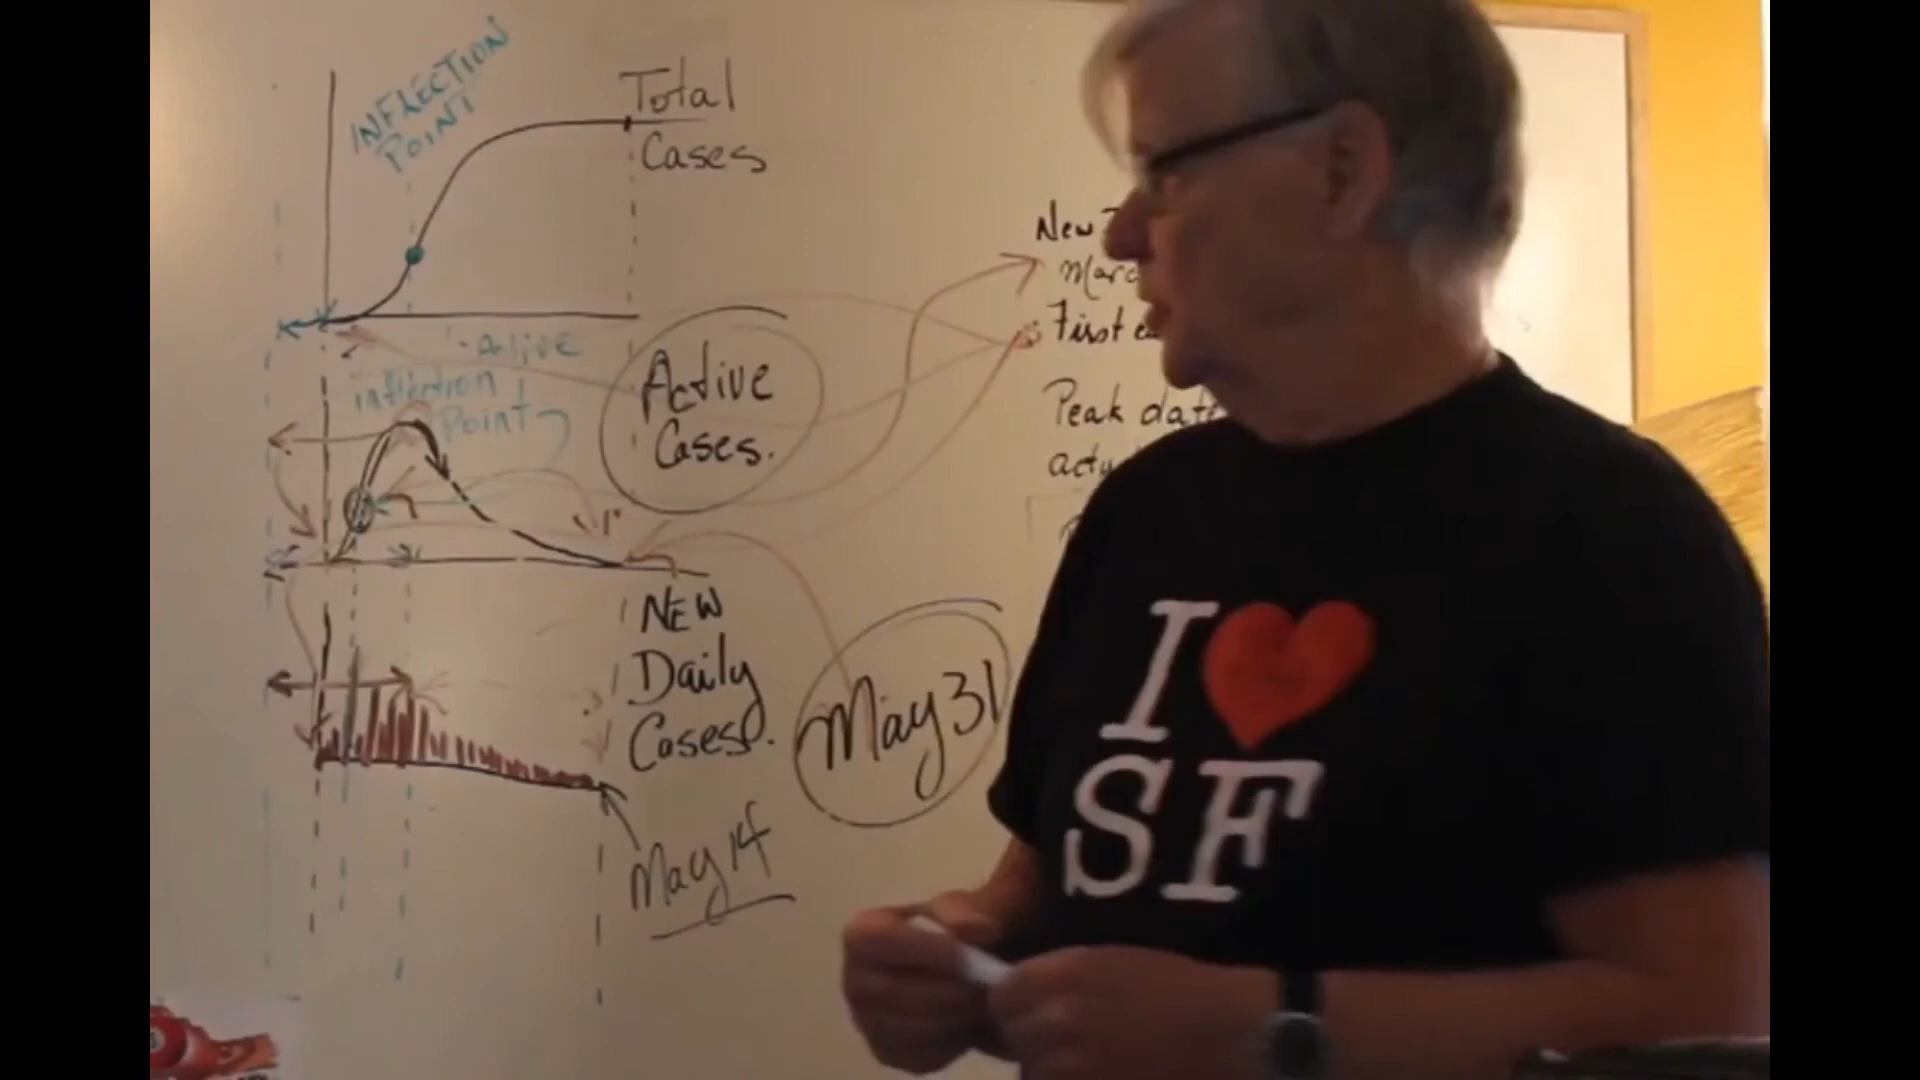 INFLECTION
POINT
Total
Cases
Active
inflection
Point
Active
Cases.
New
First
Peak
NEW
Daily
Cases.
May 31
May 14
I
SF